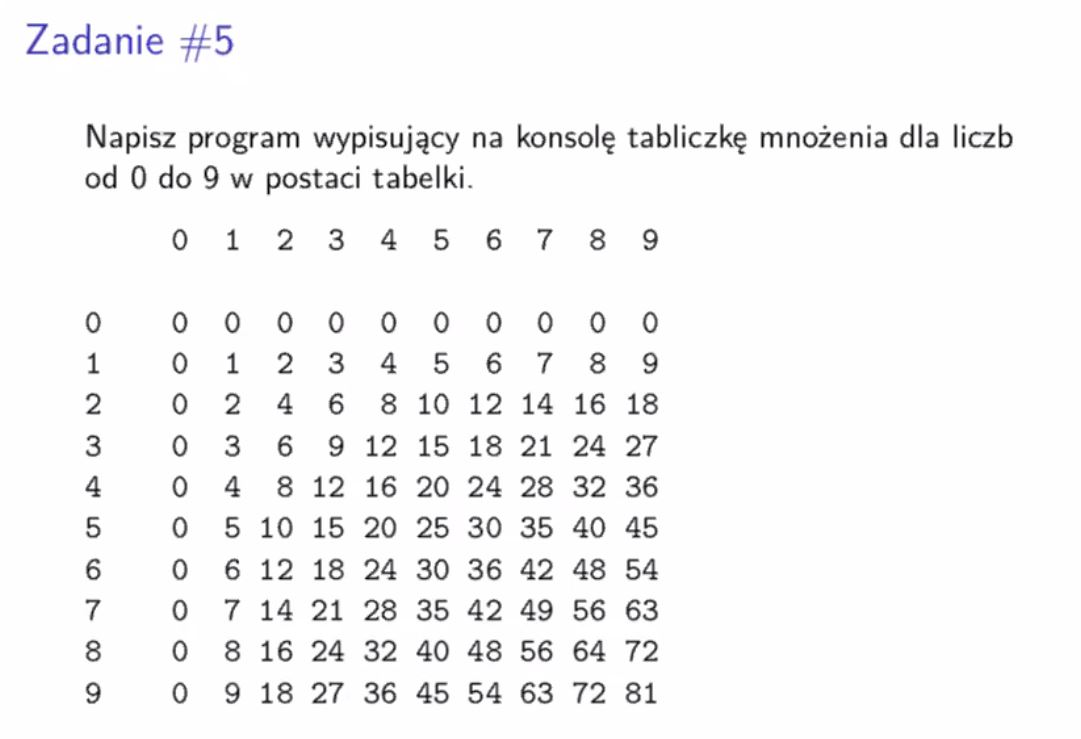 Zadanie #5
Napisz program wypisujący na konsolę tabliczkę mnożenia dla liczb
od 0 do 9 w postaci tabelki.
0 1 2 3 4 5 6 7 8 9
0 0 0 0 0 0 0 0 0 0 0
1 0 1 2 3 4 5 6 7 8 9
2 0 2 4 6 8 10 12 14 16 18
3 0 3 6 9 12 15 18 21 24 27
4 0 4 8 12 16 20 24 28 32 36
5 0 5 10 15 20 25 30 35 40 45
6 0 6 12 18 24 30 36 42 48 54
7 0 7 14 21 28 35 42 49 56 63
8 0 8 16 24 32 40 48 56 64 72
9 0 9 18 27 36 45 54 63 72 81